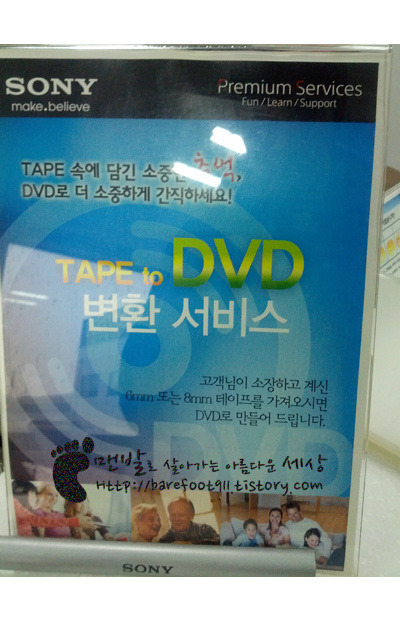 SONY
make.believe
Premium Services
Fun / Learn / Support
TAPE 속에 담긴 소중한 추억,
DVD로 더 소중하게 간직하세요!
TAPE to DVD
변환 서비스
고객님이 소장하고 계신
6mm 또는 8mm 테이프를 가져오시면
DVD로 만들어 드립니다.
DVD
맨발로 살아가는 아름다운 세상
Http://barefoot911.tistory.com
SONY